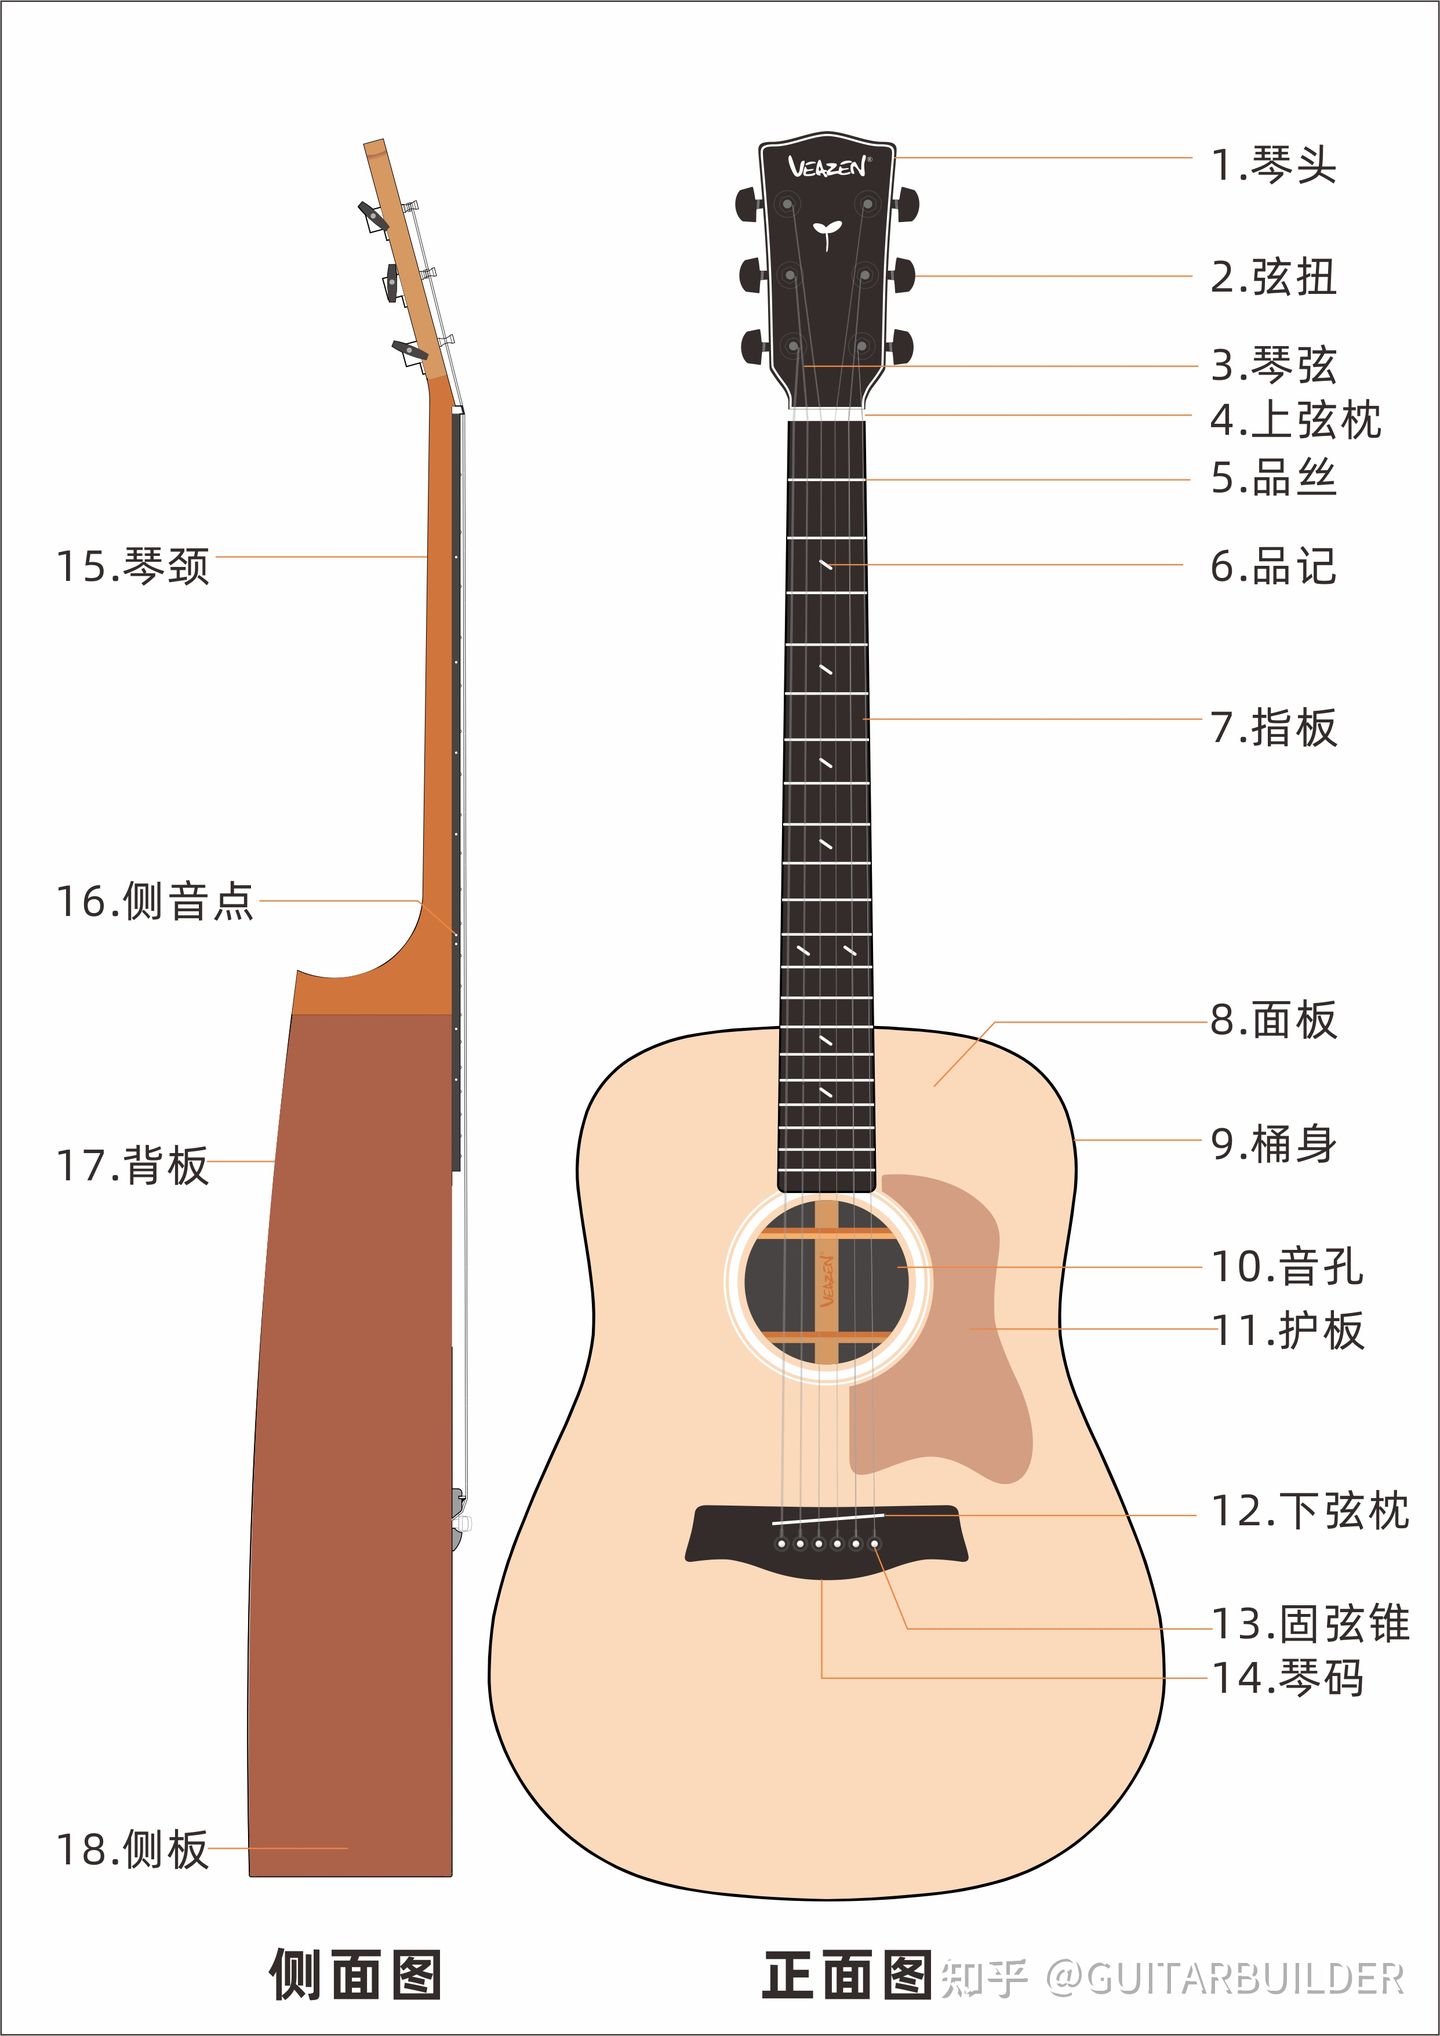 VEAZEN®
1.琴头
2.弦扭
3.琴弦
4.上弦枕
5.品丝
6.品记
7.指板
8.面板
9.桶身
10.音孔
VEAZEN
11.护板
12.下弦枕
13.固弦锥
14.琴码
15.琴颈
16.侧音点
17.背板
18.侧板
侧面图
正面图
知乎 @GUITARBUILDER